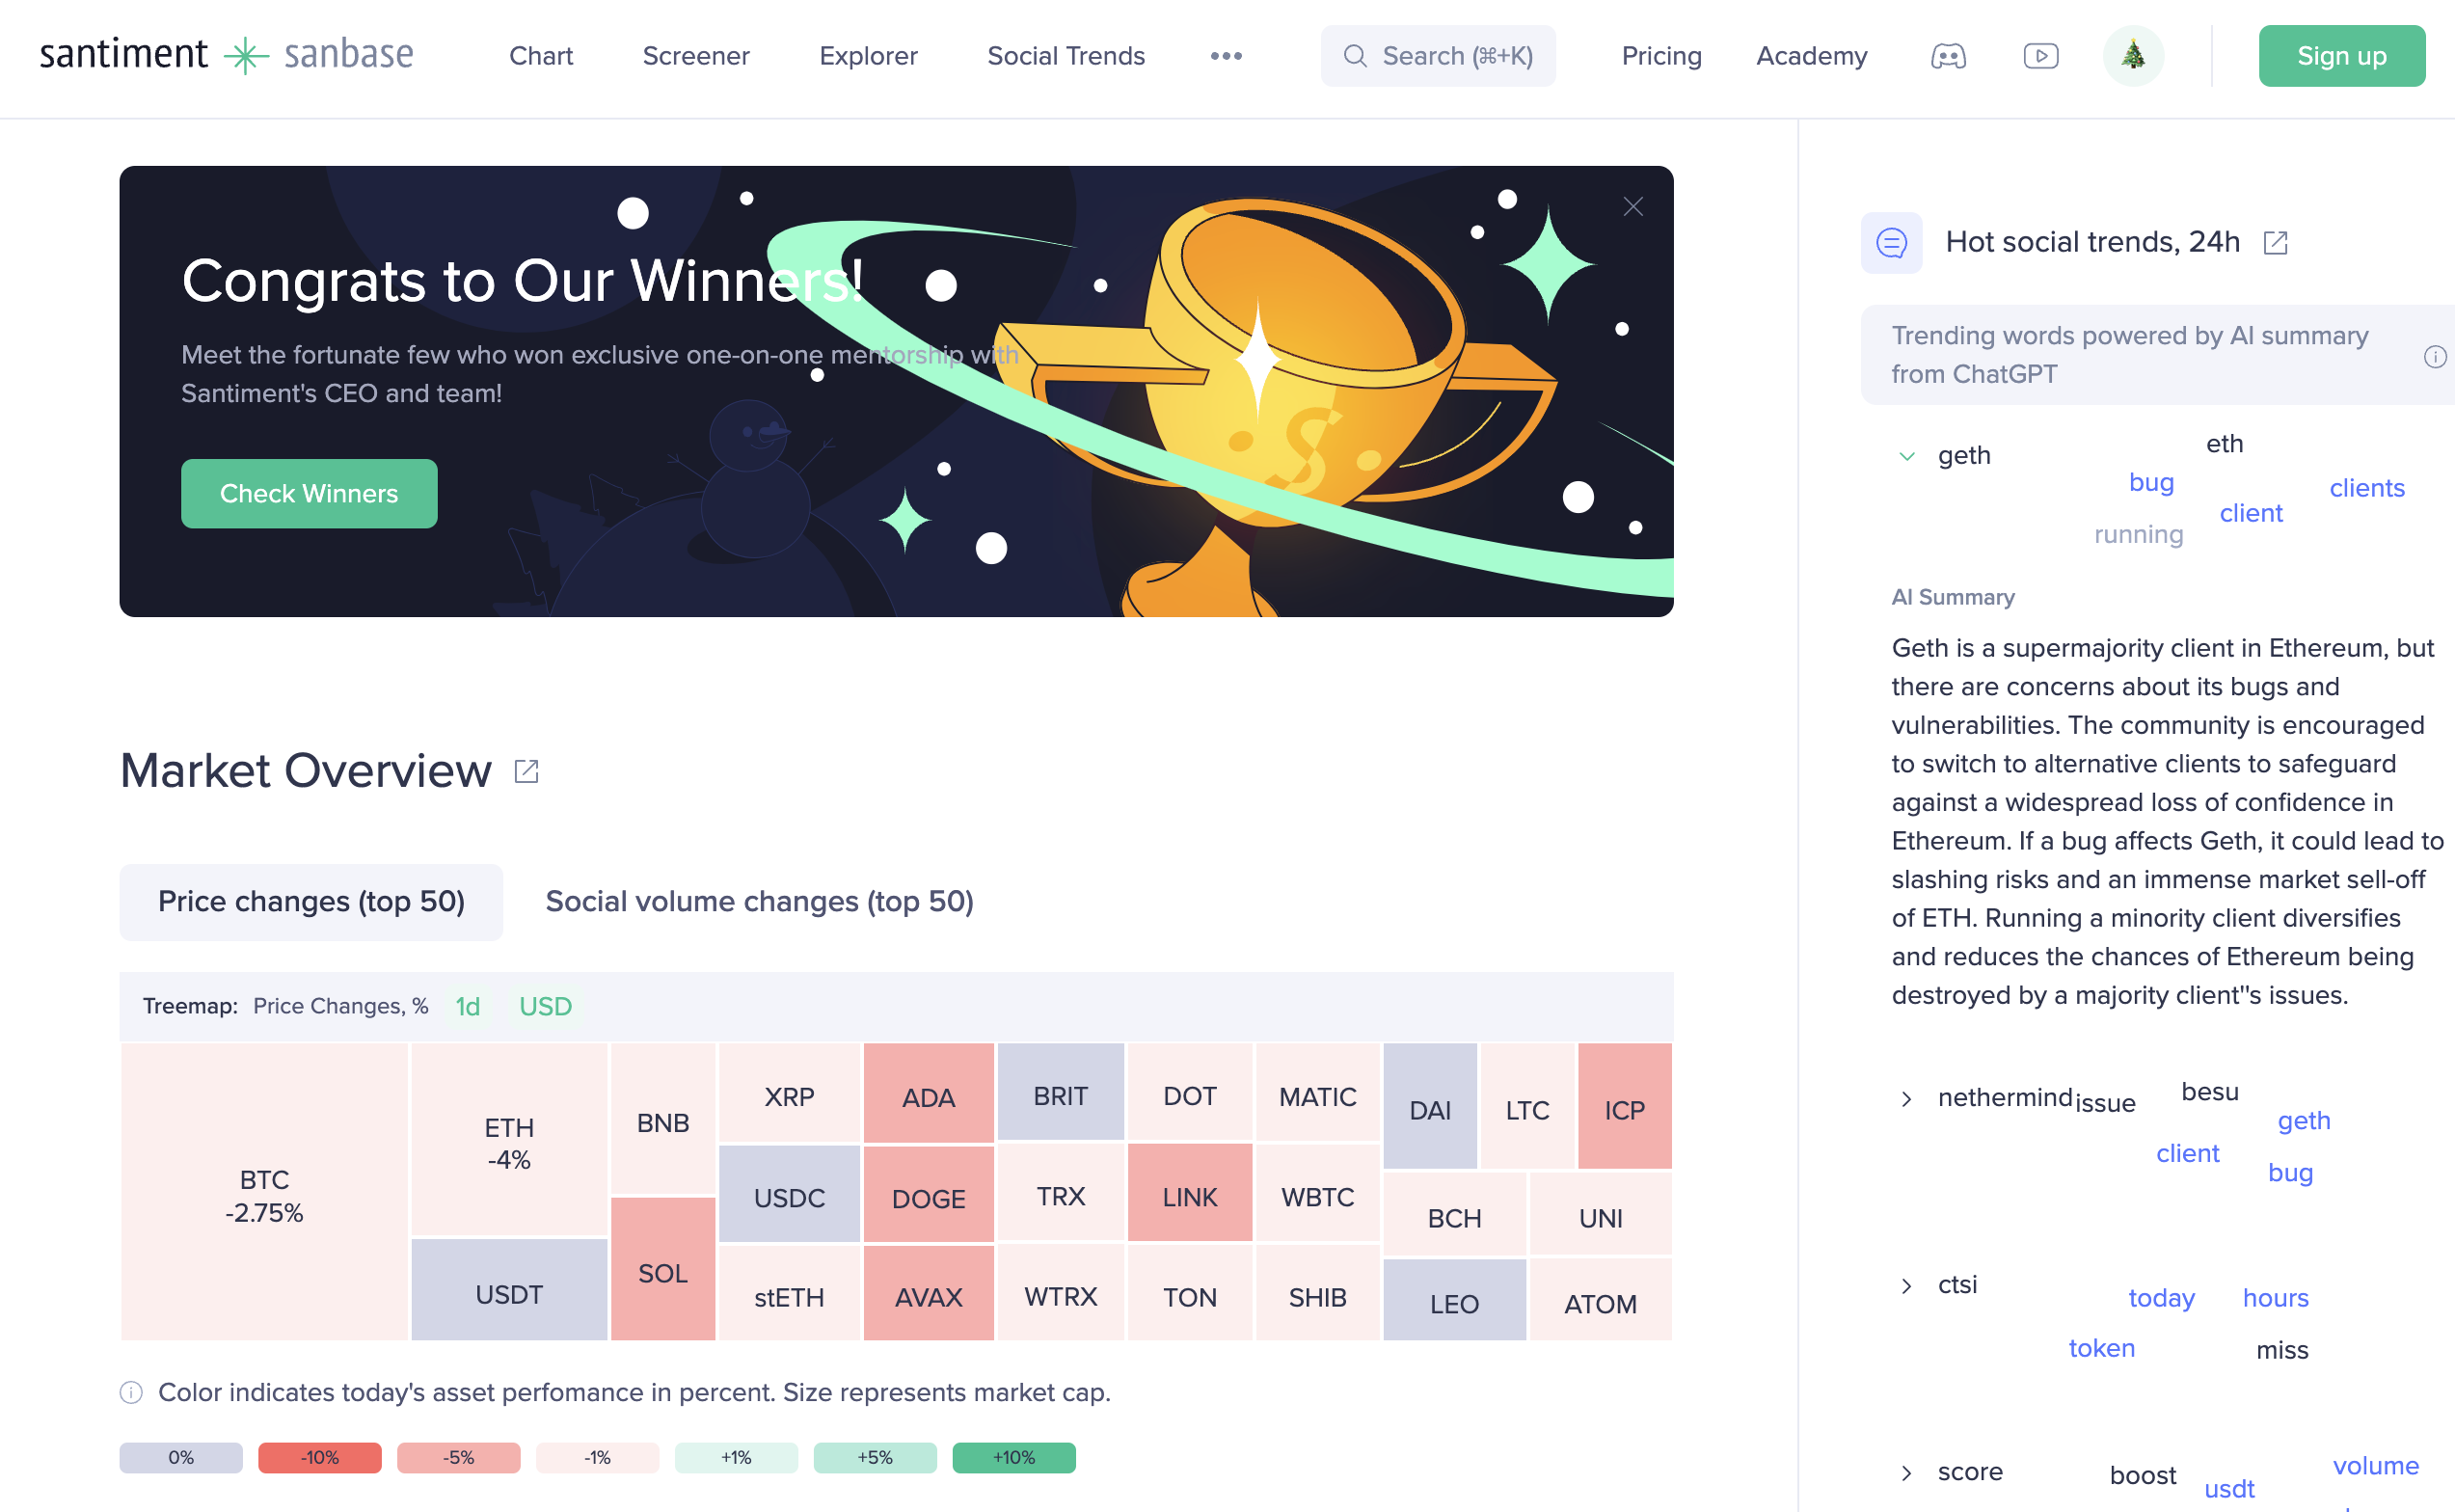 santiment sanbase
Chart
Screener
Explorer
Social Trends
Search (⌘+K)
Pricing
Academy
Sign up
Congrats to Our Winners!
Meet the fortunate few who won exclusive one-on-one mentorship with
Santiment's CEO and team!
Check Winners
Market Overview
Price changes (top 50)
Social volume changes (top 50)
Treemap: Price Changes, % 1d USD
BTC
-2.75%
ETH
-4%
USDT
BNB
SOL
XRP
USDC
stETH
ADA
DOGE
AVAX
BRIT
TRX
WTRX
DOT
LINK
TON
MATIC
WBTC
SHIB
DAI
LTC
ICP
BCH
UNI
LEO
ATOM
Color indicates today's asset perfomance in percent. Size represents market cap.
0%
-10%
-5%
-1%
+1%
+5%
+10%
Hot social trends, 24h
Trending words powered by AI summary
from ChatGPT
geth
eth
bug
clients
client
running
AI Summary
Geth is a supermajority client in Ethereum, but
there are concerns about its bugs and
vulnerabilities. The community is encouraged
to switch to alternative clients to safeguard
against a widespread loss of confidence in
Ethereum. If a bug affects Geth, it could lead to
slashing risks and an immense market sell-off
of ETH. Running a minority client diversifies
and reduces the chances of Ethereum being
destroyed by a majority client''s issues.
nethermind
issue
besu
geth
client
bug
ctsi
today
hours
token
miss
score
boost
usdt
volume